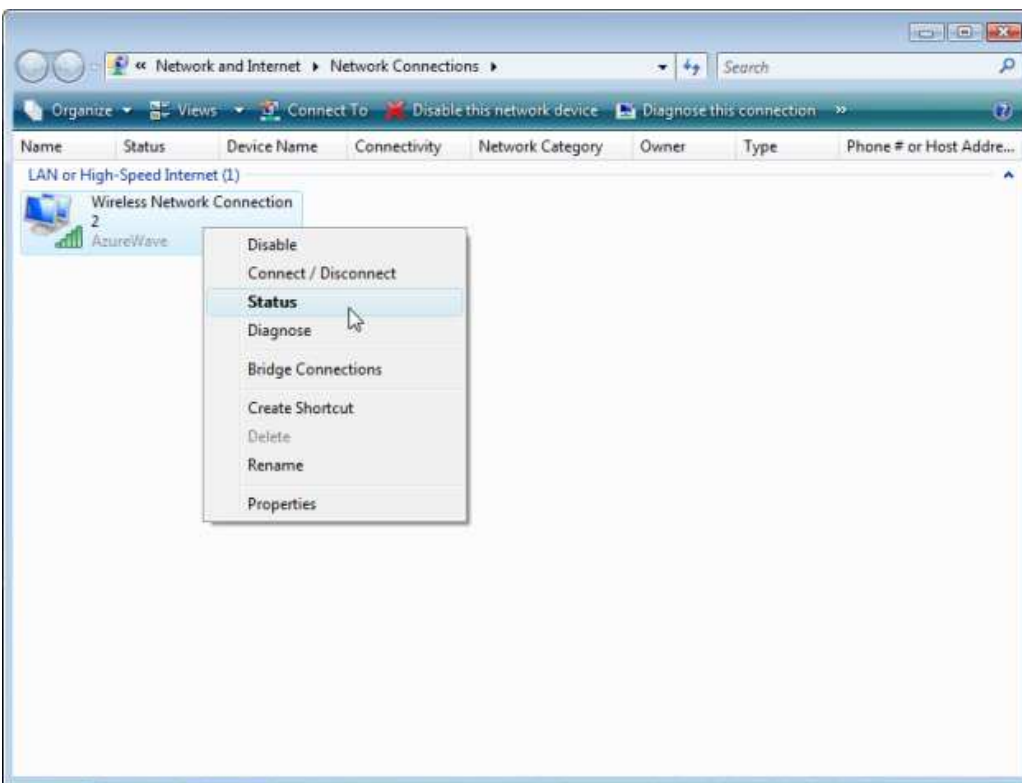 « Network and Internet ▸ Network Connections ▸ Search
Organize Views Connect To Disable this network device Diagnose this connection »
Name Status Device Name Connectivity Network Category Owner Type Phone # or Host Addre...
LAN or High-Speed Internet (1)
Wireless Network Connection
2
AzureWave
Disable
Connect / Disconnect
Status
Diagnose
Bridge Connections
Create Shortcut
Delete
Rename
Properties